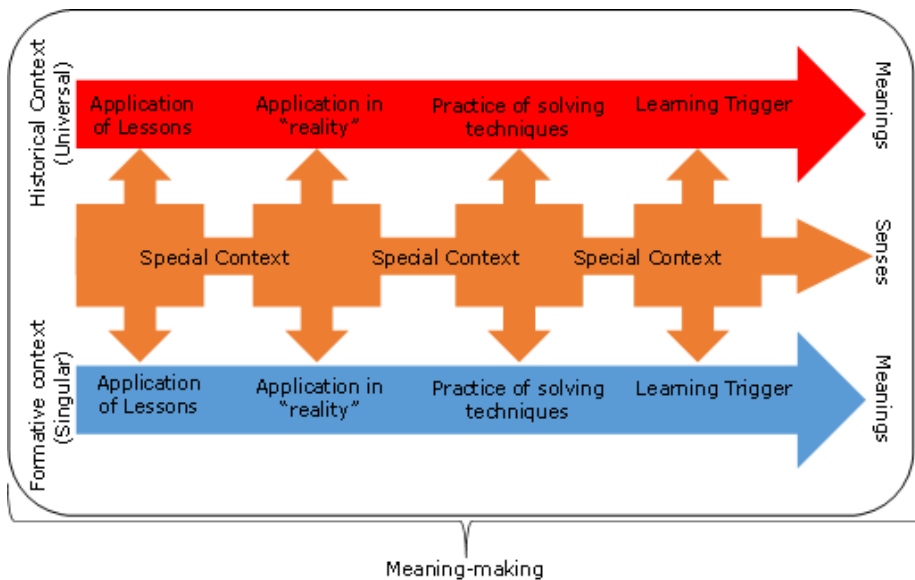 Historical Context
(Universal)
Application
of Lessons
Application in
“reality”
Practice of solving
techniques
Learning Trigger
Meanings
Special Context
Special Context
Special Context
Senses
Formative context
(Singular)
Application
of Lessons
Application in
“reality”
Practice of solving
techniques
Learning Trigger
Meanings
Meaning-making